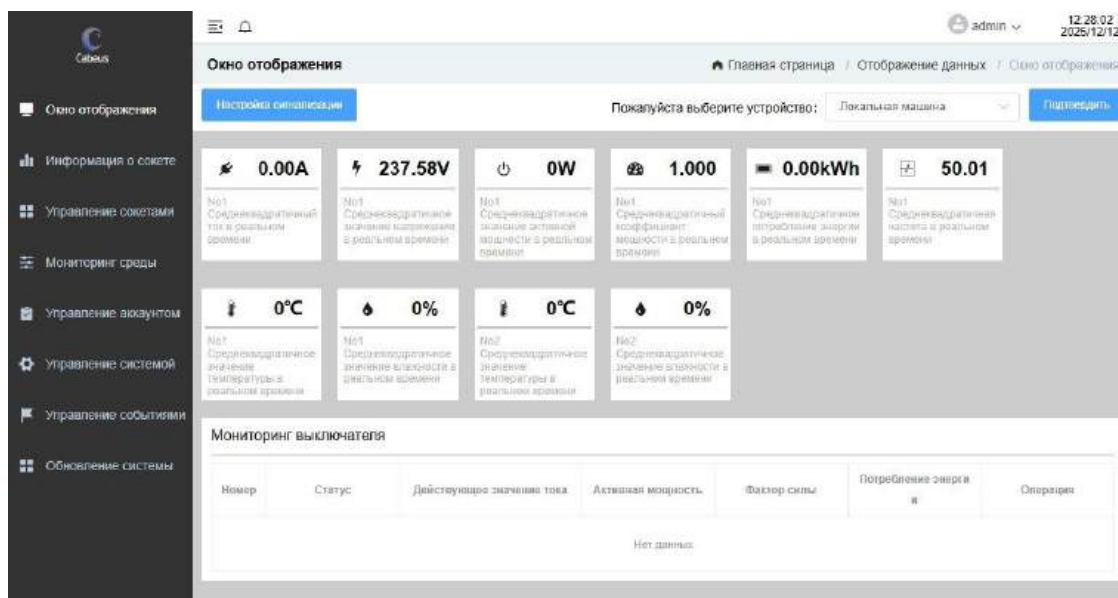 Cabeus
admin
12:28:02
2025/12/12
Окно отображения
Главная страница / Отображение данных / Окно отображения
Окно отображения
Настройка сигнализации
Пожалуйста выберите устройство:
Локальная машина
Подтвердить
Информация о сокете
Управление сокетами
Мониторинг среды
Управление аккаунтом
Управление системой
Управление событиями
Обновление системы
0.00A
No1
Среднеквадратичный
ток в реальном
времени
237.58V
No1
Среднеквадратичное
значение напряжения
в реальном времени
0W
No1
Среднеквадратичное
значение активной
мощности в реальном
времени
1.000
No1
Среднеквадратичный
коэффициент
мощности в реальном
времени
0.00kWh
No1
Среднеквадратичное
потребление энергии
в реальном времени
50.01
No1
Среднеквадратичная
частота в реальном
времени
0°C
No1
Среднеквадратичное
значение
температуры в
реальном времени
0%
No1
Среднеквадратичное
значение влажности в
реальном времени
0°C
No2
Среднеквадратичное
значение
температуры в
реальном времени
0%
No2
Среднеквадратичное
значение влажности в
реальном времени
Мониторинг выключателя
Номер
Статус
Действующее значение тока
Активная мощность
Фактор силы
Потребление энерги
и
Операция
Нет данных